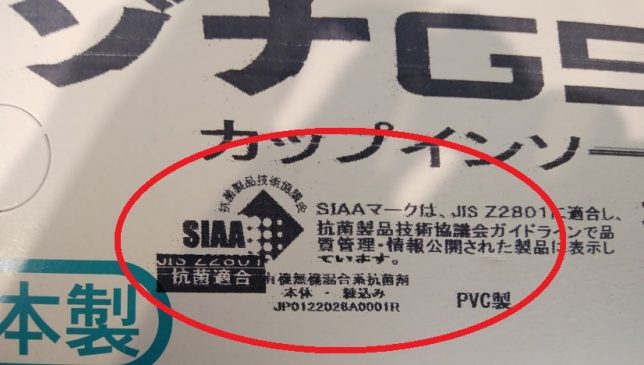 ジナG5
カップインソー
抗菌製品技術協議会
SIAA
JIS Z2801
抗菌適合
SIAAマークは、JIS Z2801に適合し、
抗菌製品技術協議会ガイドラインで品
質管理・情報公開された製品に表示し
ています。
有機無機混合系抗菌剤
本体 - 練込み
JP0122026A0001R
PVC製
本製